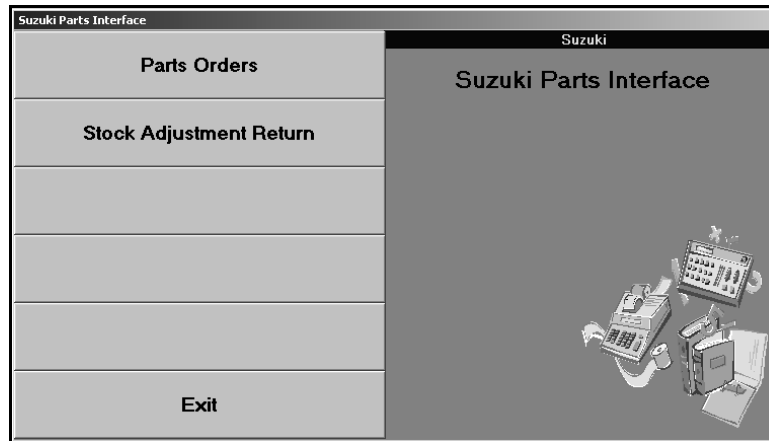 Suzuki Parts Interface
Parts Orders
Stock Adjustment Return
Exit
Suzuki
Suzuki Parts Interface